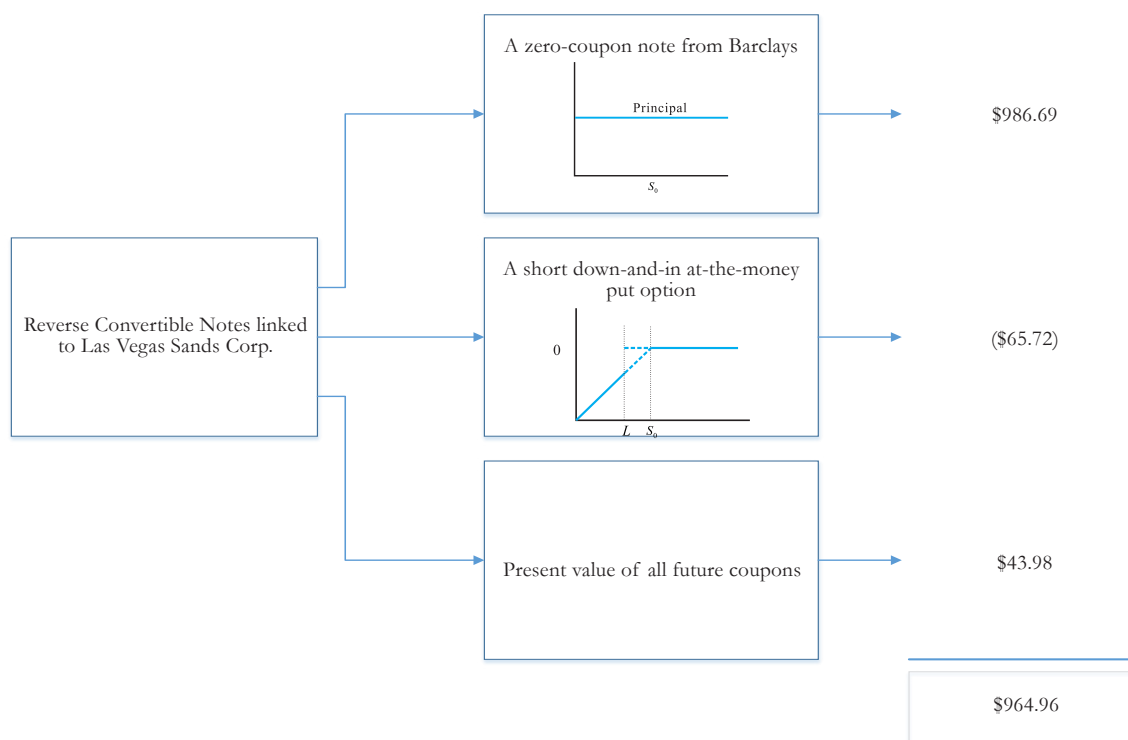 A zero-coupon note from Barclays
Principal
S₀
$986.69
Reverse Convertible Notes linked
to Las Vegas Sands Corp.
A short down-and-in at-the-money
put option
0
L S₀
($65.72)
Present value of all future coupons
$43.98
$964.96